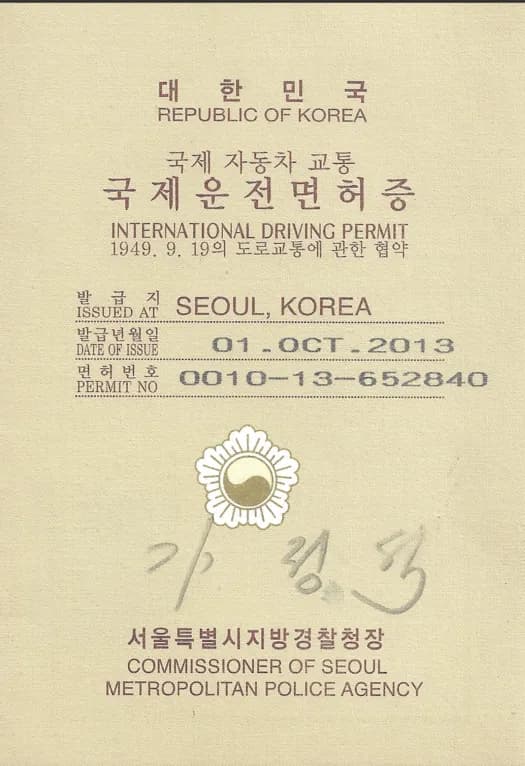 대한민국
REPUBLIC OF KOREA
국제 자동차 교통
국제운전면허증
INTERNATIONAL DRIVING PERMIT
1949. 9. 19의 도로교통에 관한 협약
발급지
ISSUED AT SEOUL, KOREA
발급년월일
DATE OF ISSUE 01.OCT.2013
면허번호
PERMIT NO 0010-13-652840
서울특별시지방경찰청장
COMMISSIONER OF SEOUL
METROPOLITAN POLICE AGENCY